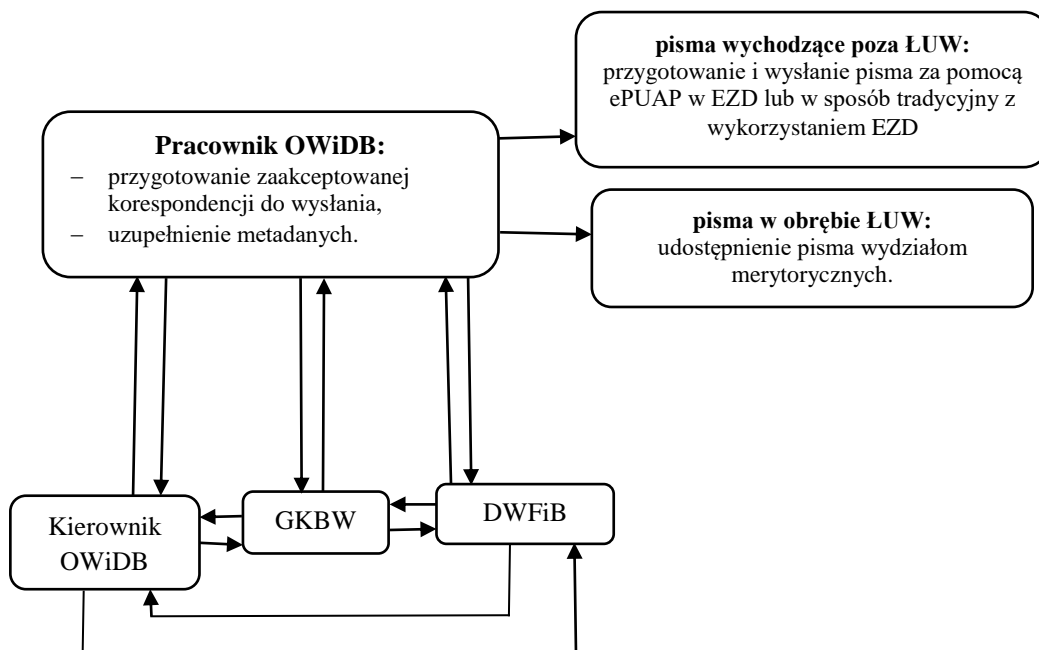 pisma wychodzące poza ŁUW:
przygotowanie i wysłanie pisma za pomocą
ePUAP w EZD lub w sposób tradycyjny z
wykorzystaniem EZD
Pracownik OWiDB:
– przygotowanie zaakceptowanej
korespondencji do wysłania,
– uzupełnienie metadanych.
pisma w obrębie ŁUW:
udostępnienie pisma wydziałom
merytorycznych.
Kierownik
OWiDB
GKBW
DWFiB